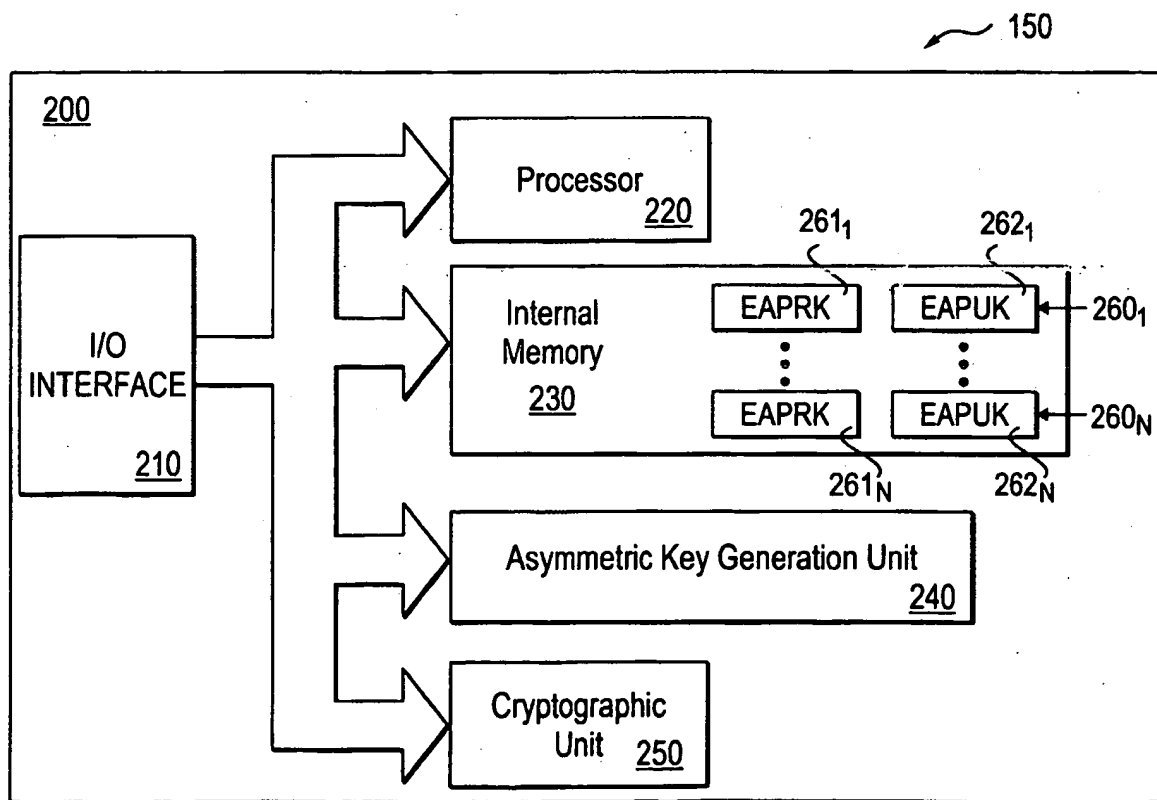 150
200
Processor
220
I/O
INTERFACE
210
Internal
Memory
230
261₁
262₁
EAPRK
EAPUK
260₁
EAPRK
EAPUK
260ₙ
261ₙ
262ₙ
Asymmetric Key Generation Unit
240
Cryptographic
Unit
250